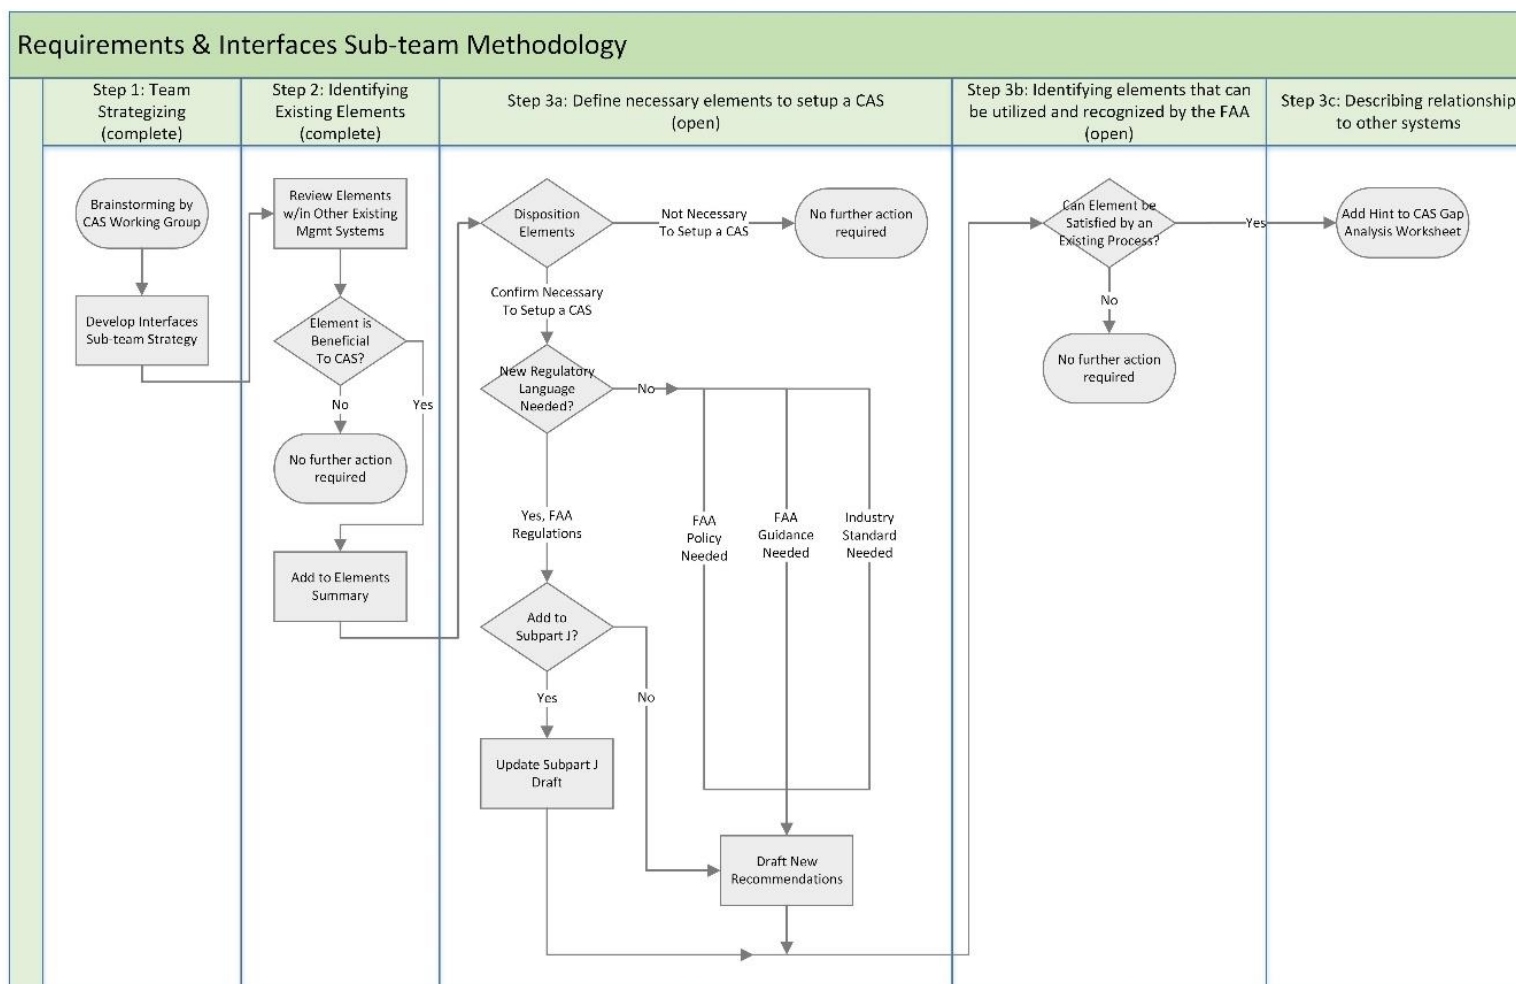 Requirements & Interfaces Sub-team Methodology
Step 1: Team
Strategizing
(complete)
Step 2: Identifying
Existing Elements
(complete)
Step 3a: Define necessary elements to setup a CAS
(open)
Step 3b: Identifying elements that can
be utilized and recognized by the FAA
(open)
Step 3c: Describing relationship
to other systems
Brainstorming by
CAS Working Group
Develop Interfaces
Sub-team Strategy
Review Elements
w/in Other Existing
Mgmt Systems
Element is
Beneficial
To CAS?
No
Yes
No further action
required
Add to Elements
Summary
Disposition
Elements
Not Necessary
To Setup a CAS
No further action
required
Confirm Necessary
To Setup a CAS
New Regulatory
Language
Needed?
No
Yes, FAA
Regulations
FAA
Policy
Needed
FAA
Guidance
Needed
Industry
Standard
Needed
Add to
Subpart J?
Yes
No
Update Subpart J
Draft
Draft New
Recommendations
Can Element be
Satisfied by an
Existing Process?
Yes
No
No further action
required
Add Hint to CAS Gap
Analysis Worksheet